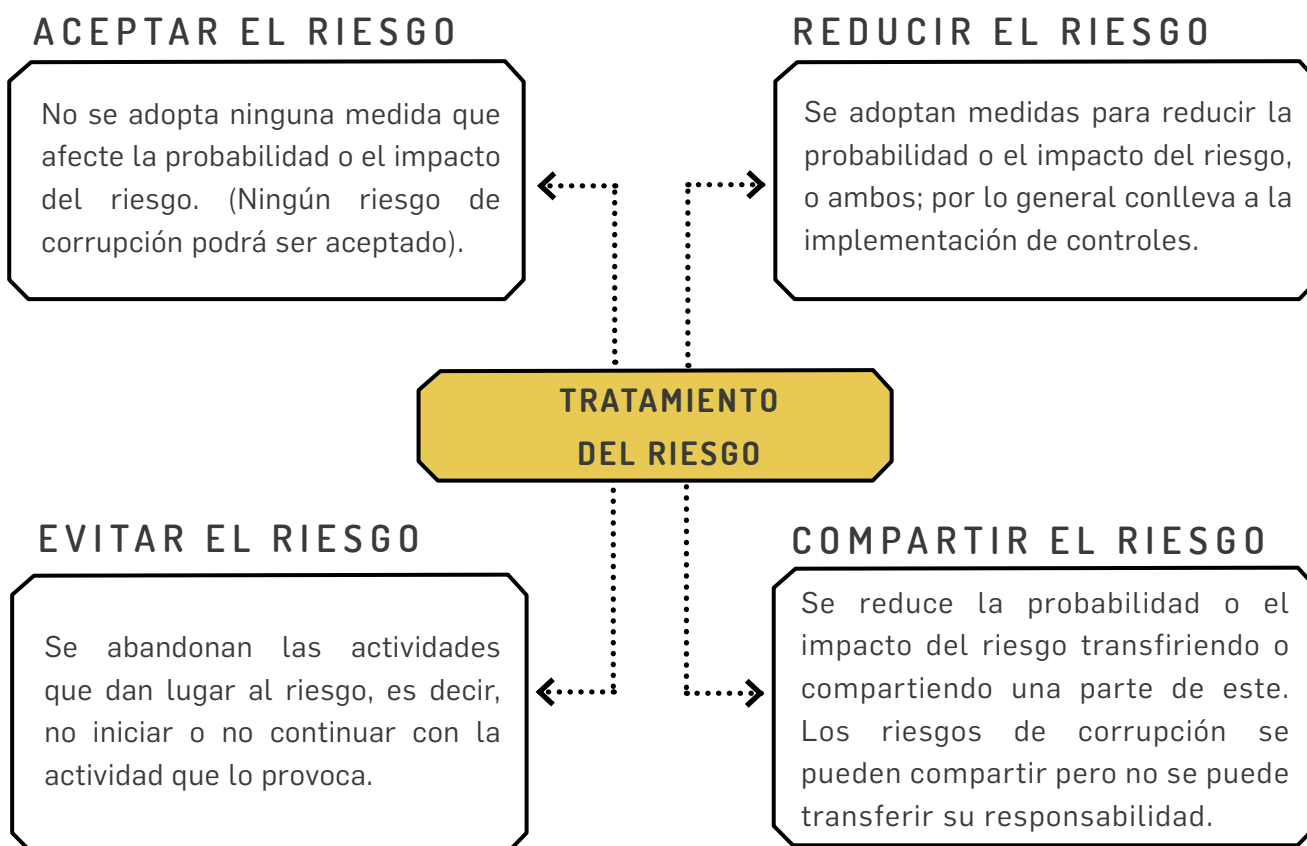 ACEPTAR EL RIESGO
No se adopta ninguna medida que
afecte la probabilidad o el impacto
del riesgo. (Ningún riesgo de
corrupción podrá ser aceptado).
REDUCIR EL RIESGO
Se adoptan medidas para reducir la
probabilidad o el impacto del riesgo,
o ambos; por lo general conlleva a la
implementación de controles.
TRATAMIENTO
DEL RIESGO
EVITAR EL RIESGO
Se abandonan las actividades
que dan lugar al riesgo, es decir,
no iniciar o no continuar con la
actividad que lo provoca.
COMPARTIR EL RIESGO
Se reduce la probabilidad o el
impacto del riesgo transfiriendo o
compartiendo una parte de este.
Los riesgos de corrupción se
pueden compartir pero no se puede
transferir su responsabilidad.